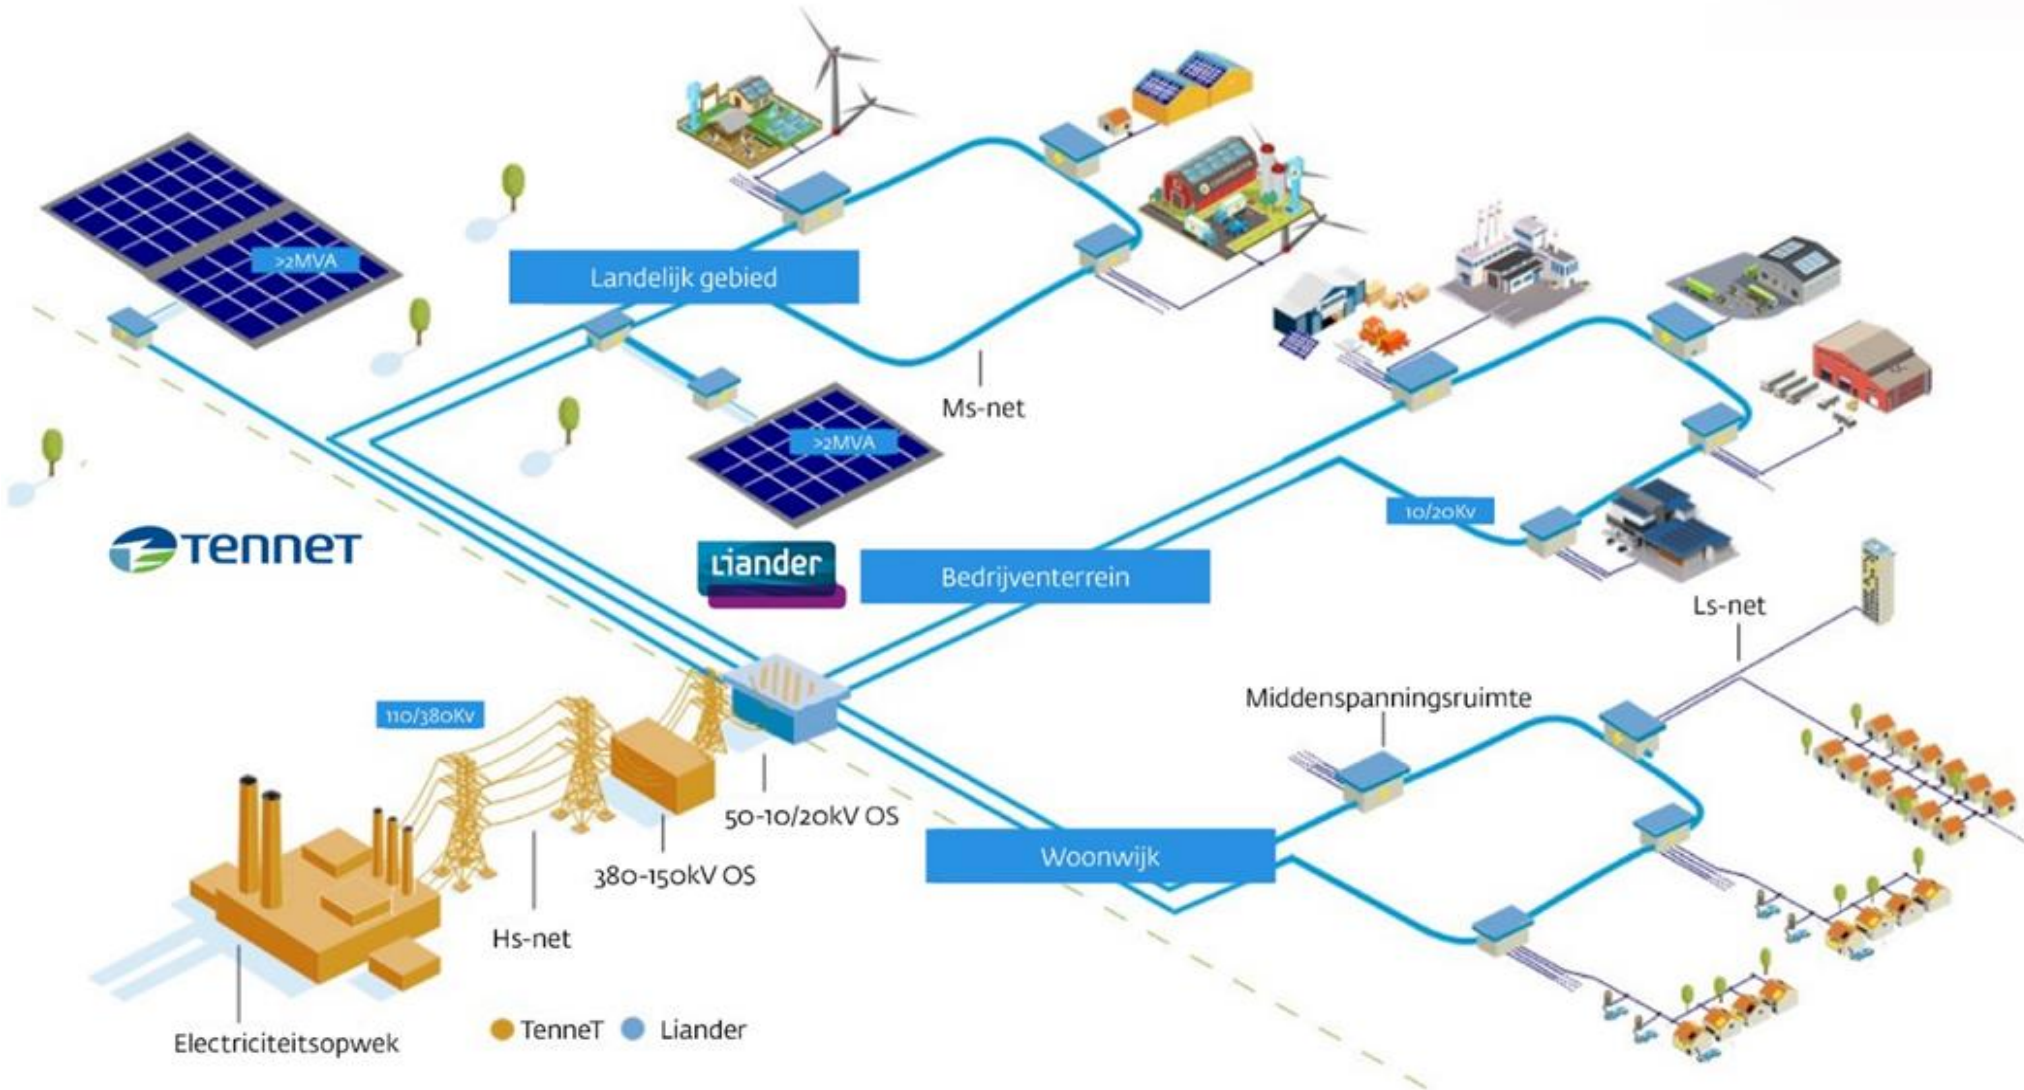 >2MVA
Landelijk gebied
Ms-net
>2MVA
10/20Kv
TenneT
Liander
Bedrijventerrein
Ls-net
Middenspanningsruimte
110/380Kv
50-10/20kV OS
380-150kV OS
Woonwijk
Hs-net
Electriciteitsopwek
TenneT
Liander